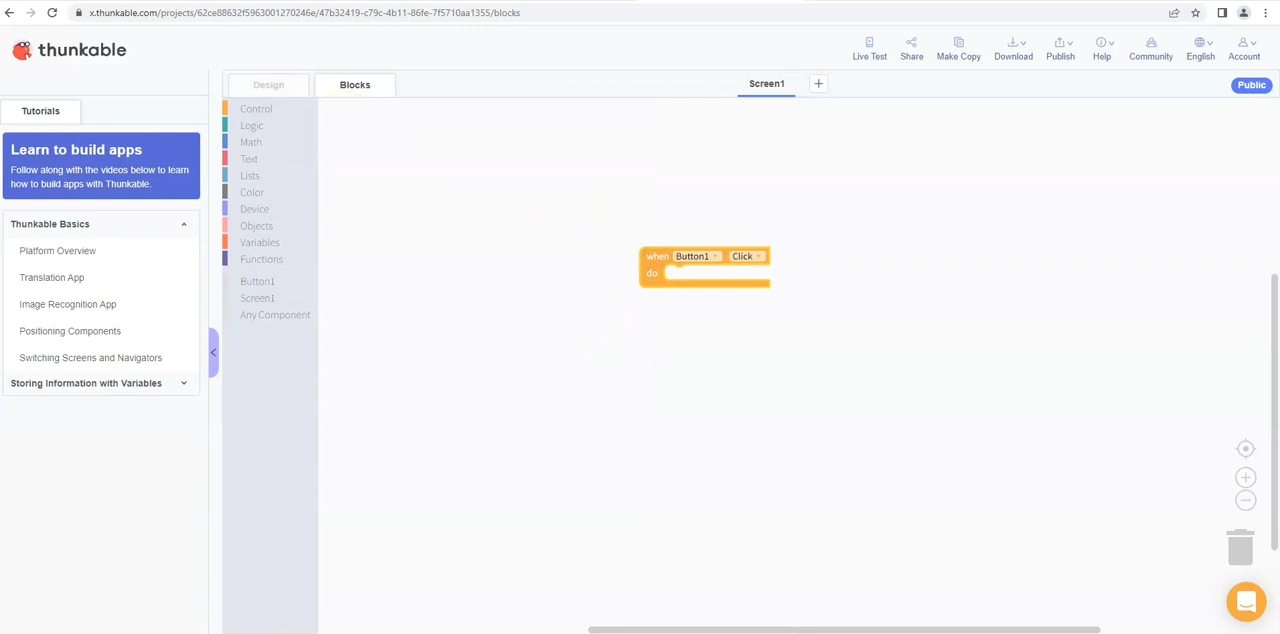 x.thunkable.com/projects/62ce88632f5963001270246e/47b32419-c79c-4b11-86fe-7f5710aa1355/blocks
thunkable
Live Test
Share
Make Copy
Download
Publish
Help
Community
English
Account
Design
Blocks
Screen1
Public
Tutorials
Learn to build apps
Follow along with the videos below to learn
how to build apps with Thunkable.
Thunkable Basics
Platform Overview
Translation App
Image Recognition App
Positioning Components
Switching Screens and Navigators
Storing Information with Variables
Control
Logic
Math
Text
Lists
Color
Device
Objects
Variables
Functions
Button1
Screen1
Any Component
when Button1 Click
do